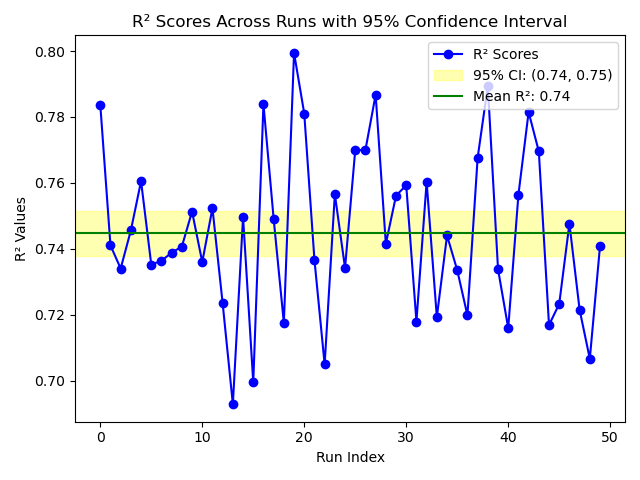 R² Scores Across Runs with 95% Confidence Interval
R² Scores
95% CI: (0.74, 0.75)
Mean R²: 0.74
0.80
0.78
0.76
0.74
0.72
0.70
R² Values
0 10 20 30 40 50
Run Index